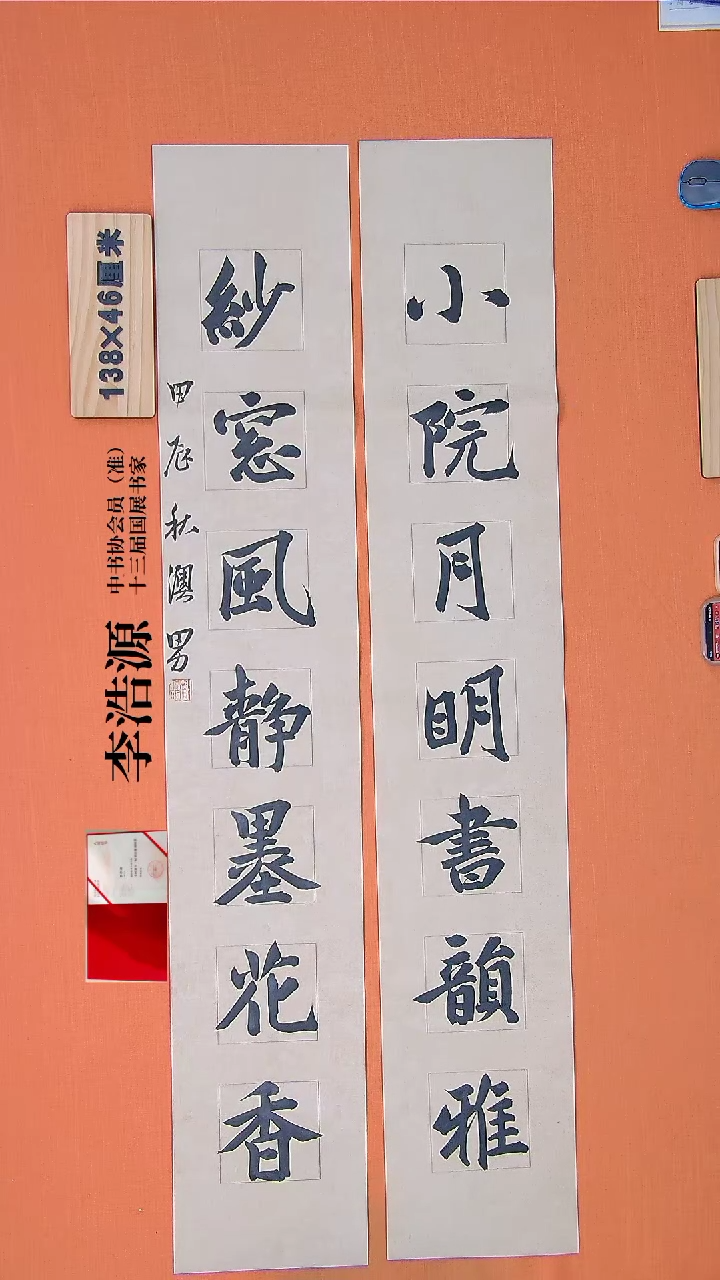 小院月明書韻雅
紗窓風静墨花香
甲辰秋澳男
138×46厘米
中书协会员（准）
十三届国展书家
李浩源